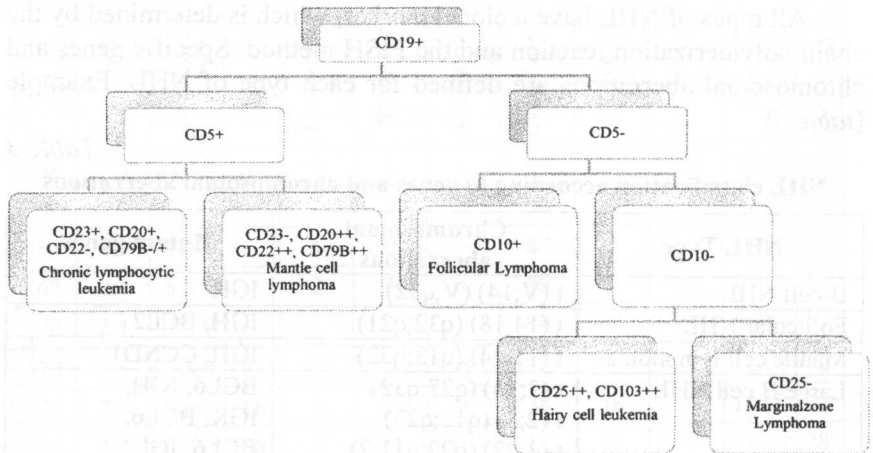 CD19+
CD5+
CD5-
CD23+, CD20+,
CD22-, CD79B-/+
Chronic lymphocytic
leukemia
CD23-, CD20++,
CD22++, CD79B++
Mantle cell
lymphoma
CD10+
Follicular Lymphoma
CD10-
CD25++, CD103++
Hairy cell leukemia
CD25-
Marginalzone
Lymphoma